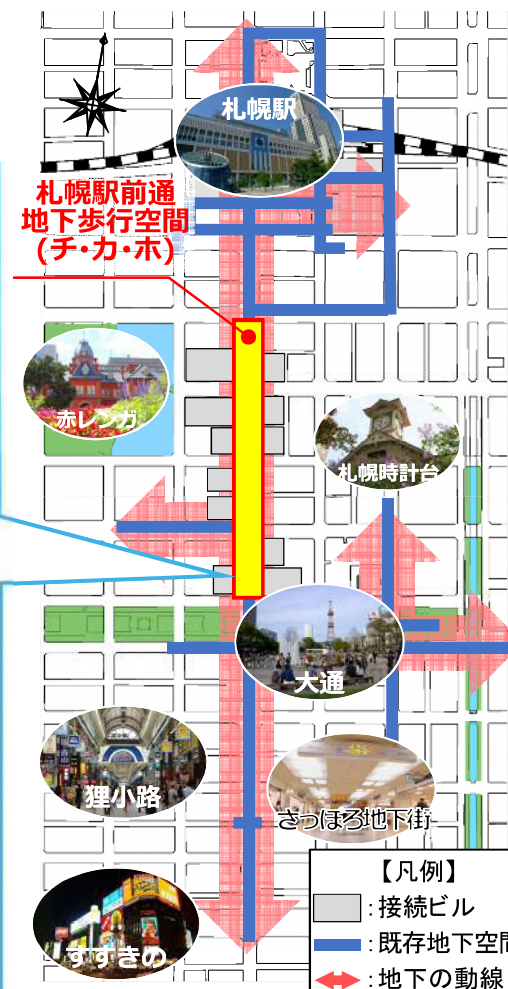 札幌駅
札幌駅前通
地下歩行空間
(チ・カ・ホ)
赤レンガ
札幌時計台
大通
狸小路
さっぽろ地下街
すすきの
【凡例】
：接続ビル
：既存地下空間
：地下の動線